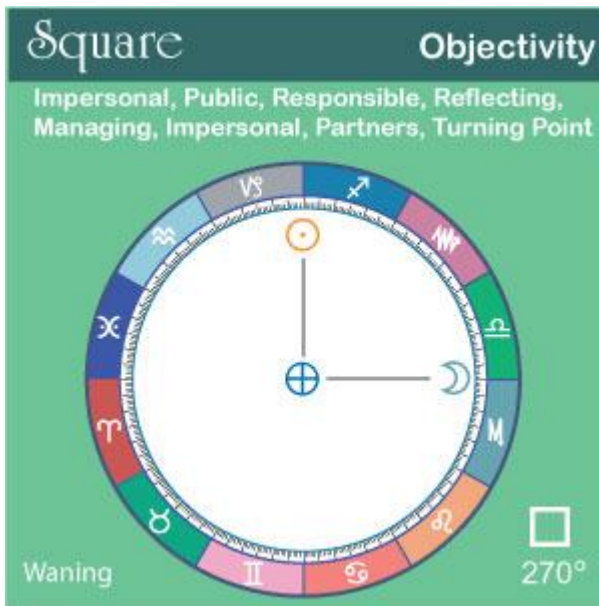 Square
Objectivity
Impersonal, Public, Responsible, Reflecting,
Managing, Impersonal, Partners, Turning Point
Waning
270°